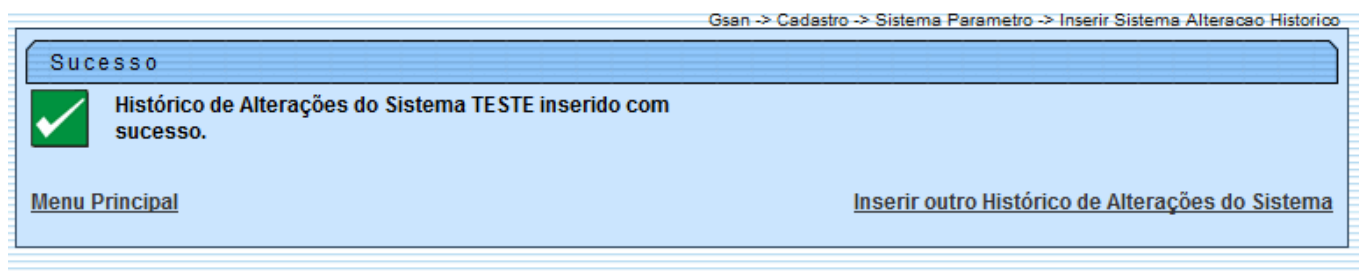 Gsan -> Cadastro -> Sistema Parametro -> Inserir Sistema Alteracao Historico
Sucesso
Histórico de Alterações do Sistema TESTE inserido com
sucesso.
Menu Principal
Inserir outro Histórico de Alterações do Sistema